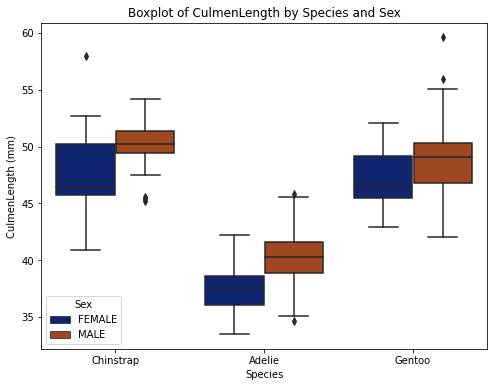 Boxplot of CulmenLength by Species and Sex
CulmenLength (mm)
60
55
50
45
40
35
Sex
FEMALE
MALE
Chinstrap
Adelie
Gentoo
Species